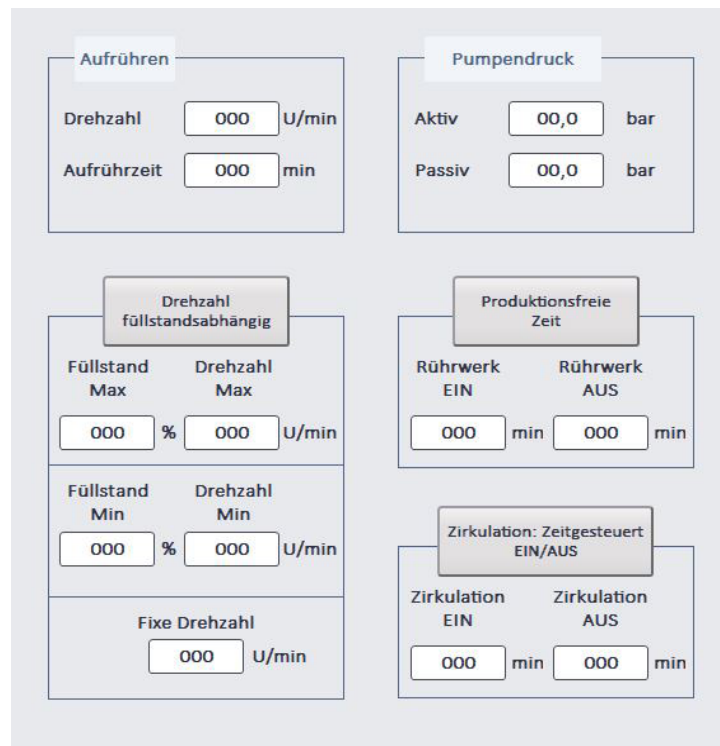 Aufrühren
Drehzahl 000 U/min
Aufrührzeit 000 min
Pumpendruck
Aktiv 00,0 bar
Passiv 00,0 bar
Drehzahl
füllstandsabhängig
Füllstand Drehzahl
Max Max
000 % 000 U/min
Füllstand Drehzahl
Min Min
000 % 000 U/min
Fixe Drehzahl
000 U/min
Produktionsfreie
Zeit
Rührwerk Rührwerk
EIN AUS
000 min 000 min
Zirkulation: Zeitgesteuert
EIN/AUS
Zirkulation Zirkulation
EIN AUS
000 min 000 min